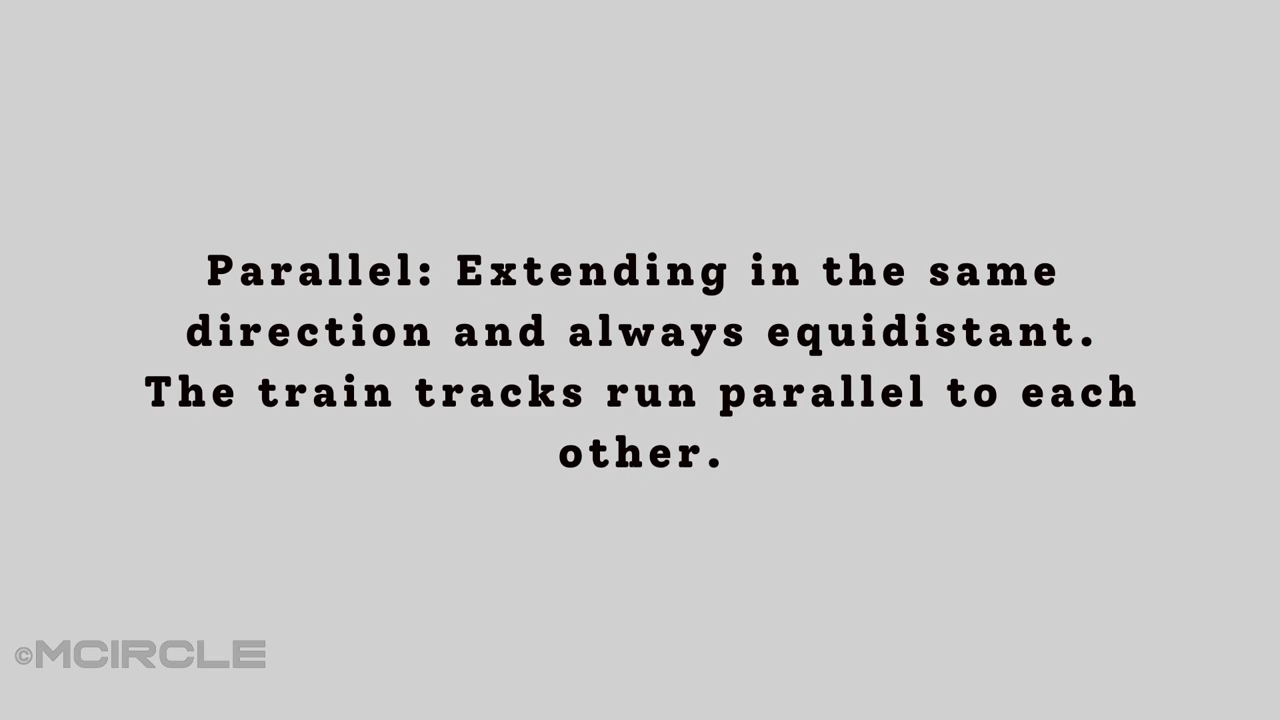 Parallel: Extending in the same
direction and always equidistant.
The train tracks run parallel to each
other.
©MCIRCLE